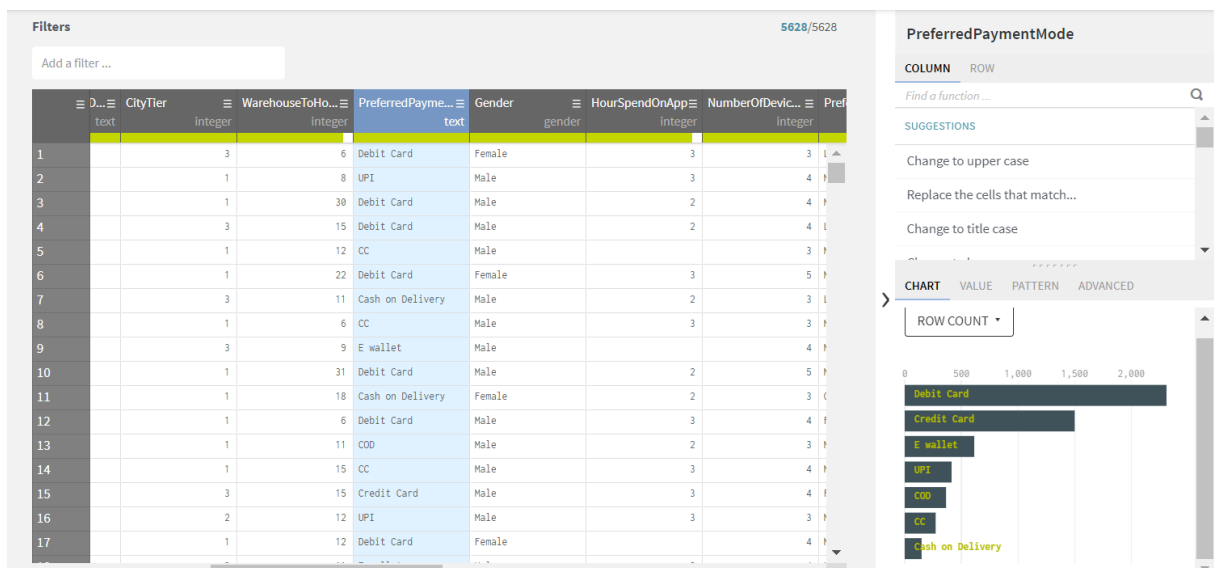 Filters 5628/5628
Add a filter ...
D... CityTier WarehouseToHo... PreferredPayme... Gender HourSpendOnApp NumberOfDevic... Pref
text integer integer text gender integer integer
1 3 6 Debit Card Female 3 3
2 1 8 UPI Male 3 4
3 1 30 Debit Card Male 2 4
4 3 15 Debit Card Male 2 4
5 1 12 CC Male 3
6 1 22 Debit Card Female 3 5
7 3 11 Cash on Delivery Male 2 3
8 1 6 CC Male 3 3
9 3 9 E wallet Male 4
10 1 31 Debit Card Male 2 5
11 1 18 Cash on Delivery Female 2 3
12 1 6 Debit Card Male 3 4
13 1 11 COD Male 2 3
14 1 15 CC Male 3 4
15 3 15 Credit Card Male 3 4
16 2 12 UPI Male 3 3
17 1 12 Debit Card Female 4
PreferredPaymentMode
COLUMN ROW
Find a function ...
SUGGESTIONS
Change to upper case
Replace the cells that match...
Change to title case
CHART VALUE PATTERN ADVANCED
ROW COUNT
0 500 1,000 1,500 2,000
Debit Card
Credit Card
E wallet
UPI
COD
CC
Cash on Delivery